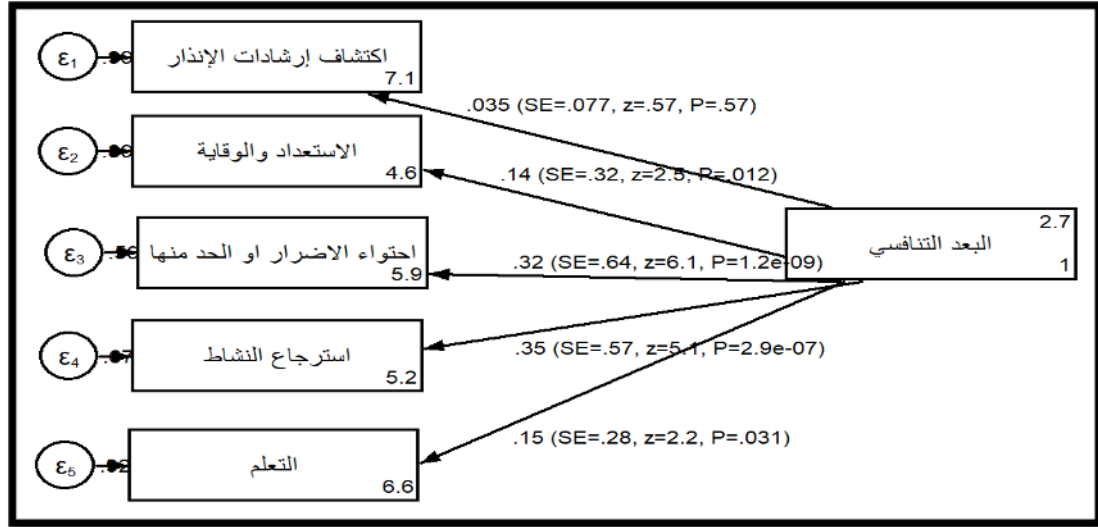 ε1
اكتشاف إرشادات الإنذار
7.1
.035 (SE=.077, z=.57, P=.57)
ε2
الاستعداد والوقاية
4.6
.14 (SE=.32, z=2.5, P=.012)
2.7
البعد التنافسي
1
ε3
احتواء الاضرار او الحد منها
5.9
.32 (SE=.64, z=6.1, P=1.2e-09)
ε4
استرجاع النشاط
5.2
.35 (SE=.57, z=5.1, P=2.9e-07)
ε5
التعلم
6.6
.15 (SE=.28, z=2.2, P=.031)